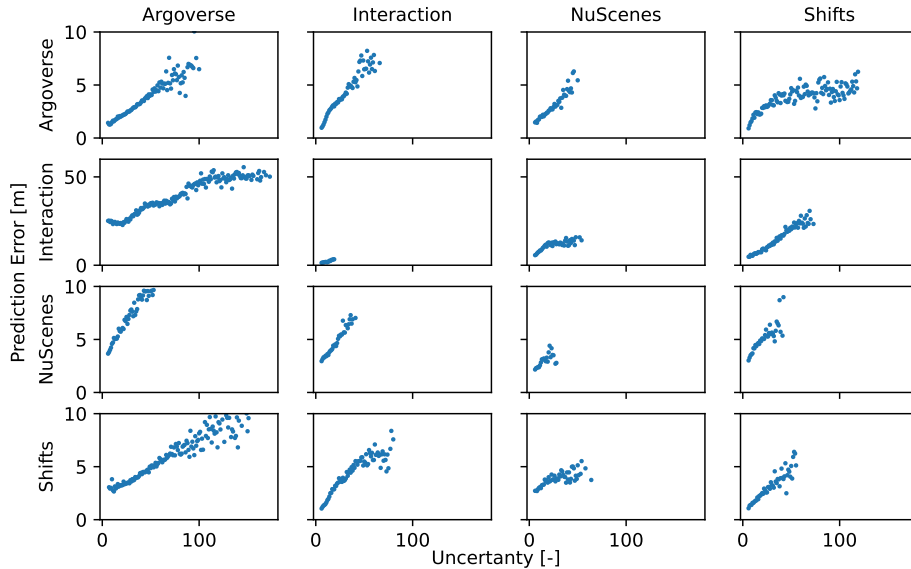 Argoverse Interaction NuScenes Shifts
Prediction Error [m]
Argoverse
10
5
0
Interaction
50
0
NuScenes
10
5
0
Shifts
10
5
0
0 100 0 100 0 100 0 100
Uncertanty [-]